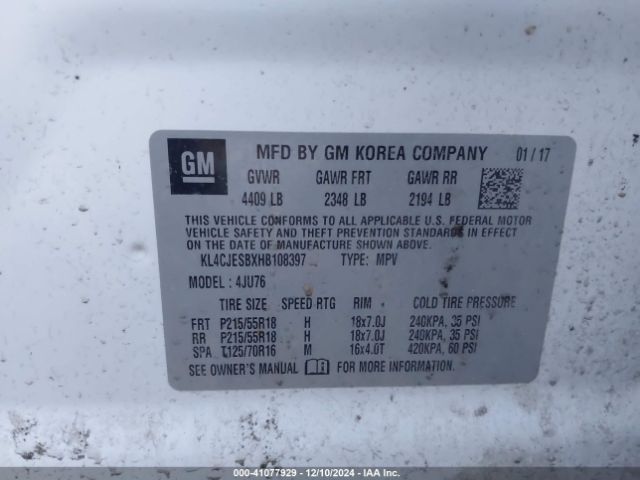 GM
MFD BY GM KOREA COMPANY 01/17
GVWR GAWR FRT GAWR RR
4409 LB 2348 LB 2194 LB
THIS VEHICLE CONFORMS TO ALL APPLICABLE U.S. FEDERAL MOTOR
VEHICLE SAFETY AND THEFT PREVENTION STANDARDS IN EFFECT
ON THE DATE OF MANUFACTURE SHOWN ABOVE.
KL4CJESBXHB108397 TYPE: MPV
MODEL: 4JU76
TIRE SIZE SPEED RTG RIM COLD TIRE PRESSURE
FRT P215/55R18 H 18x7.0J 240KPA, 35 PSI
RR P215/55R18 H 18x7.0J 240KPA, 35 PSI
SPA T125/70R16 M 16x4.0T 420KPA, 60 PSI
SEE OWNER'S MANUAL FOR MORE INFORMATION.
000-41077929 - 12/10/2024 - IAA Inc.